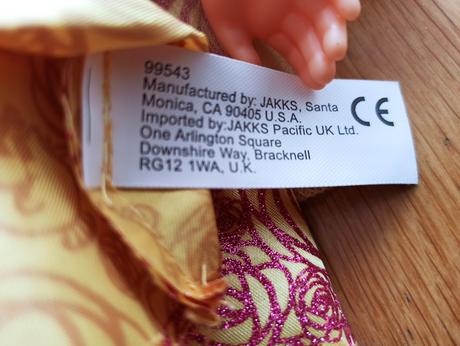 99543
Manufactured by: JAKKS, Santa
Monica, CA 90405 U.S.A.
Imported by:JAKKS Pacific UK Ltd.
One Arlington Square
Downshire Way, Bracknell
RG12 1WA, U.K.
CE